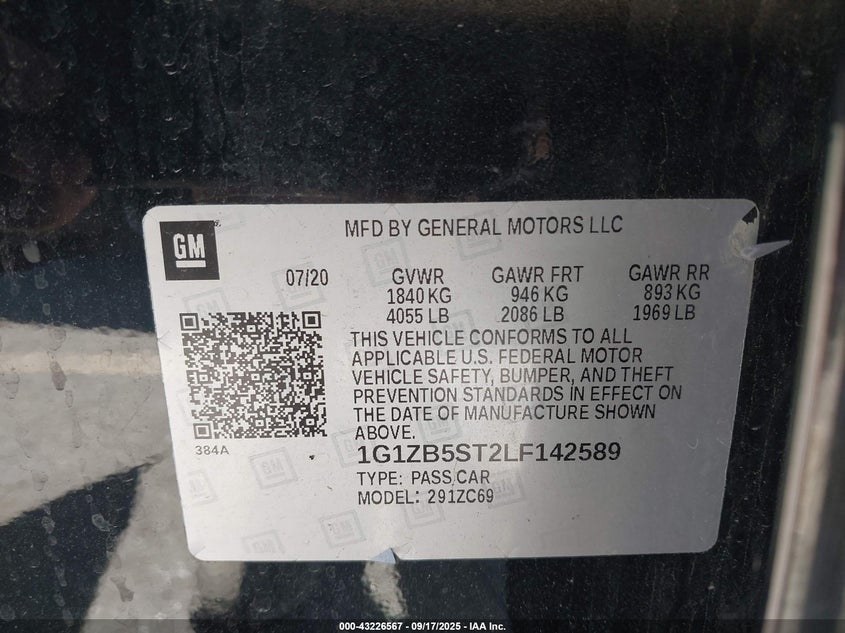 GM
MFD BY GENERAL MOTORS LLC
07/20
GVWR GAWR FRT GAWR RR
1840 KG 946 KG 893 KG
4055 LB 2086 LB 1969 LB
THIS VEHICLE CONFORMS TO ALL
APPLICABLE U.S. FEDERAL MOTOR
VEHICLE SAFETY, BUMPER, AND THEFT
PREVENTION STANDARDS IN EFFECT ON
THE DATE OF MANUFACTURE SHOWN
ABOVE.
384A
1G1ZB5ST2LF142589
TYPE: PASS CAR
MODEL: 291ZC69
000-43226567 - 09/17/2025 - IAA Inc.